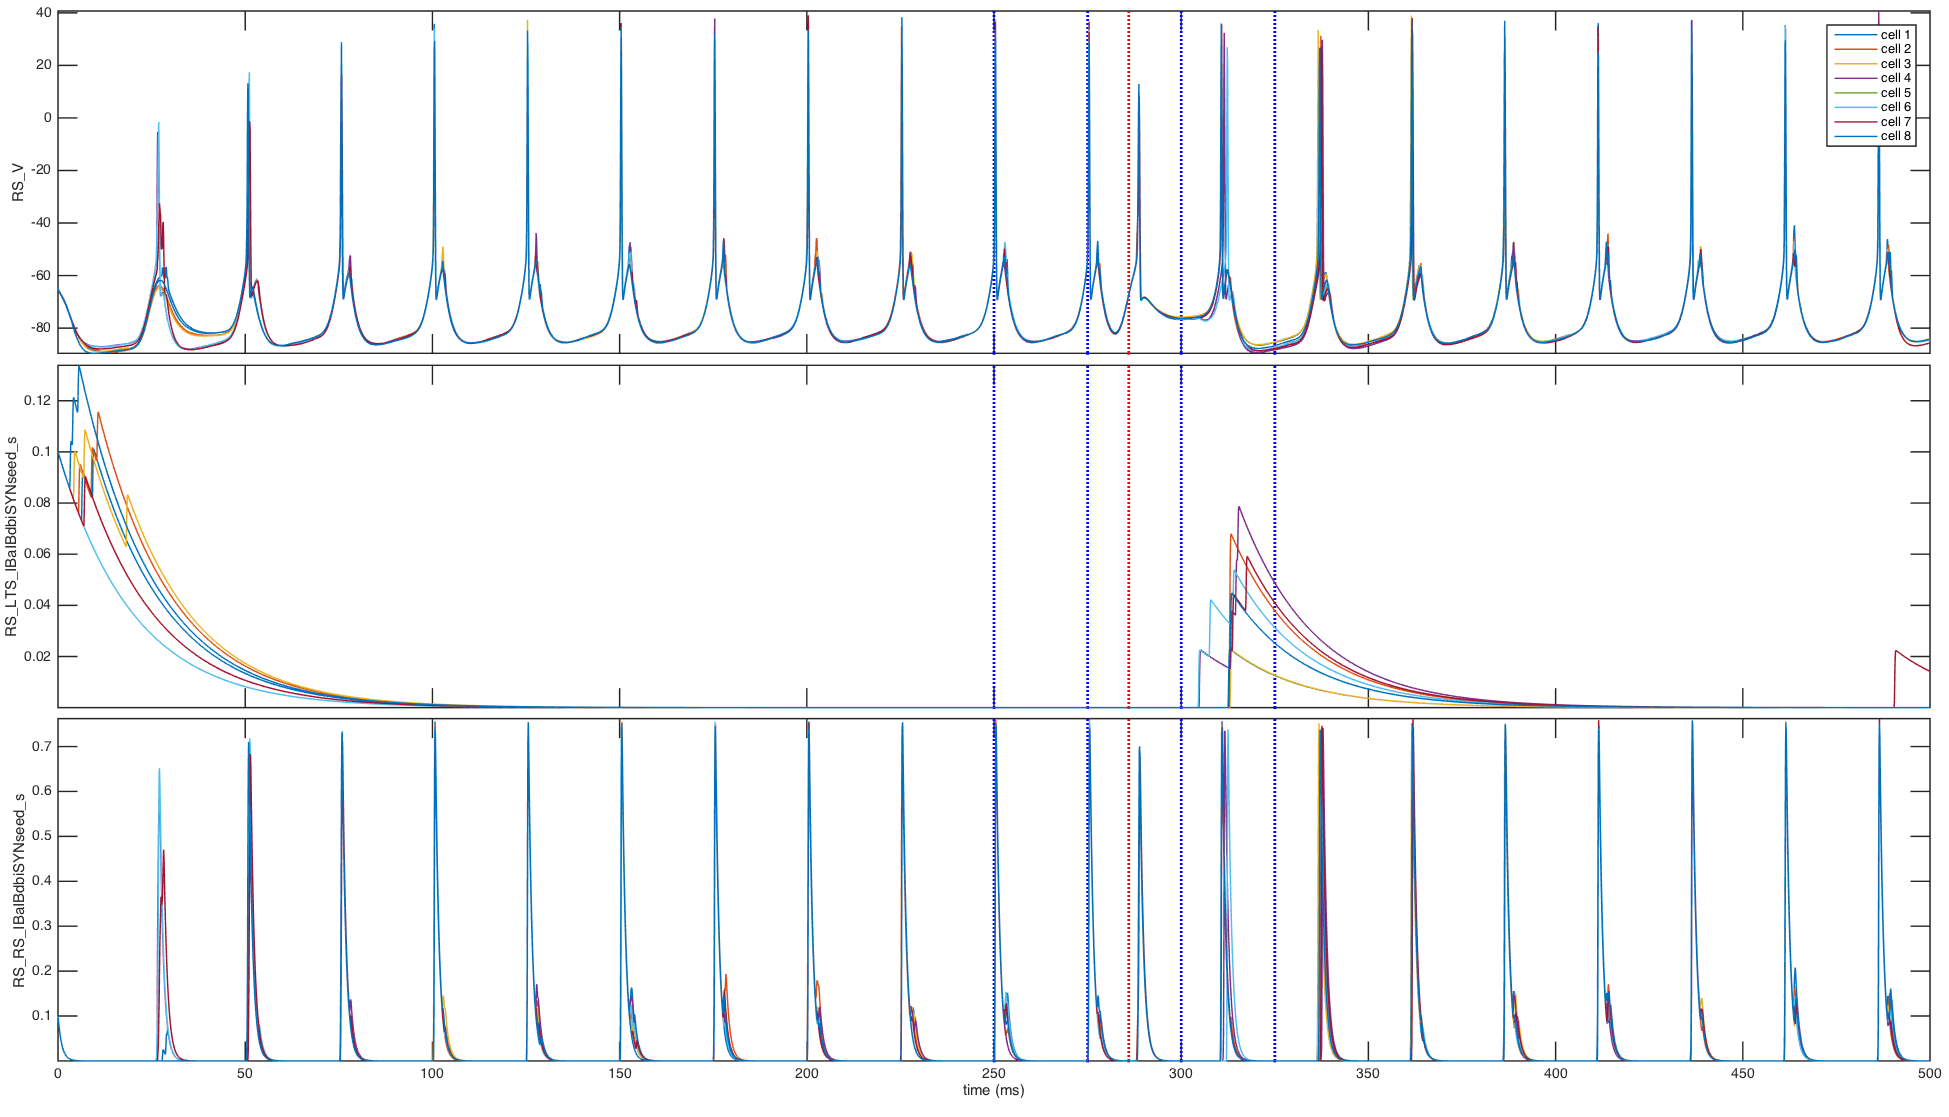 40
20
0
-20
-40
-60
-80
RS_V
cell 1
cell 2
cell 3
cell 4
cell 5
cell 6
cell 7
cell 8
0.12
0.1
0.08
0.06
0.04
0.02
RS_LTS_IBaIBdbiSYNseed_s
0.7
0.6
0.5
0.4
0.3
0.2
0.1
RS_RS_IBaIBdbiSYNseed_s
0 50 100 150 200 250 300 350 400 450 500
time (ms)